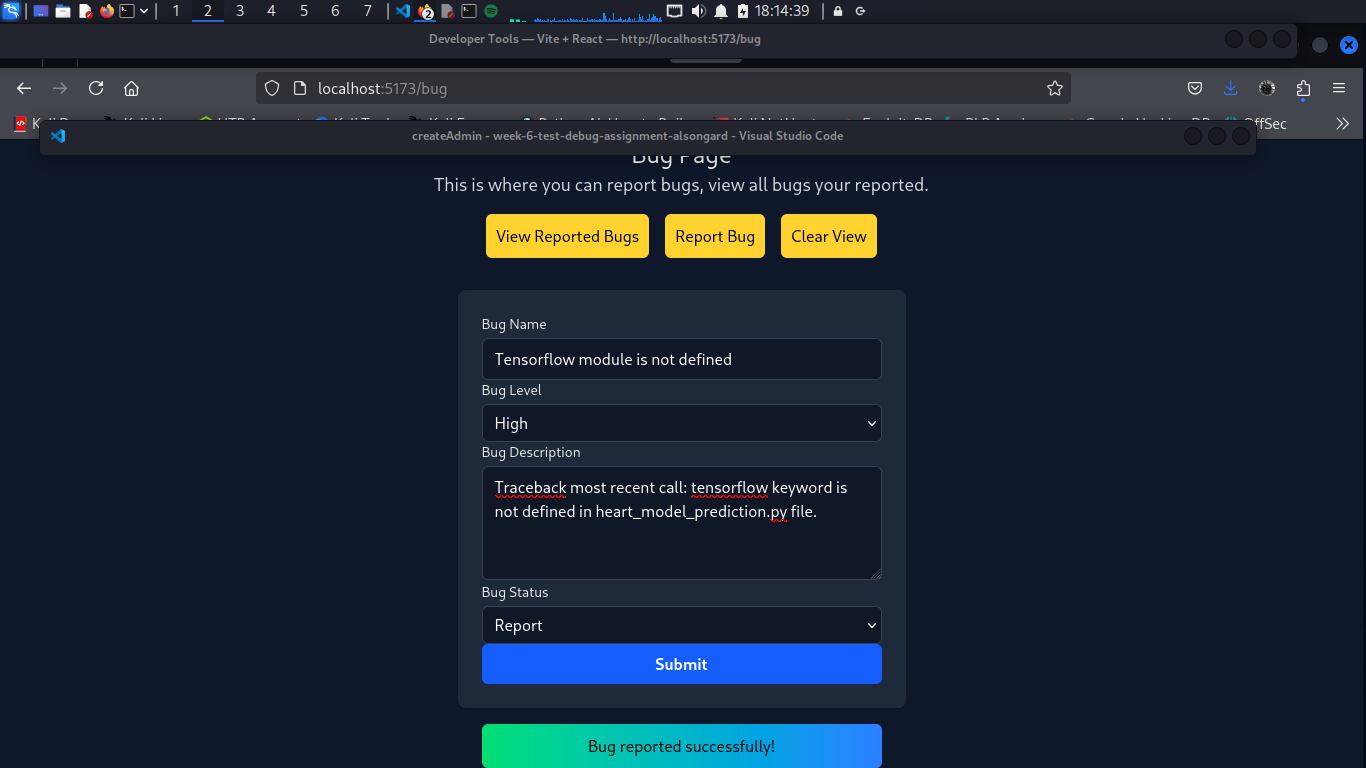 1 2 3 4 5 6 7 2 18:14:39
Developer Tools — Vite + React — http://localhost:5173/bug
localhost:5173/bug
OffSec
createAdmin - week-6-test-debug-assignment-alsongard - Visual Studio Code
Bug Page
This is where you can report bugs, view all bugs your reported.
View Reported Bugs Report Bug Clear View
Bug Name
Tensorflow module is not defined
Bug Level
High
Bug Description
Traceback most recent call: tensorflow keyword is
not defined in heart_model_prediction.py file.
Bug Status
Report
Submit
Bug reported successfully!